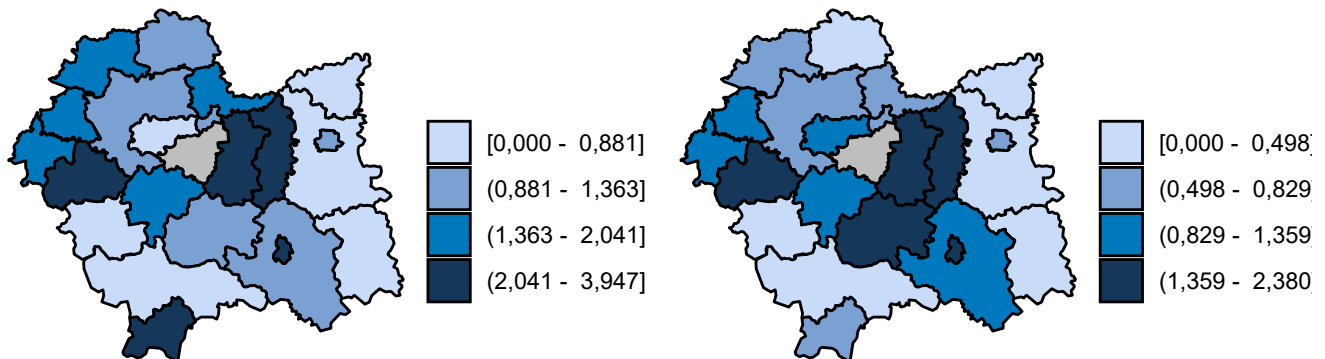 [0,000 - 0,881]
(0,881 - 1,363]
(1,363 - 2,041]
(2,041 - 3,947]
[0,000 - 0,498]
(0,498 - 0,829]
(0,829 - 1,359]
(1,359 - 2,380]